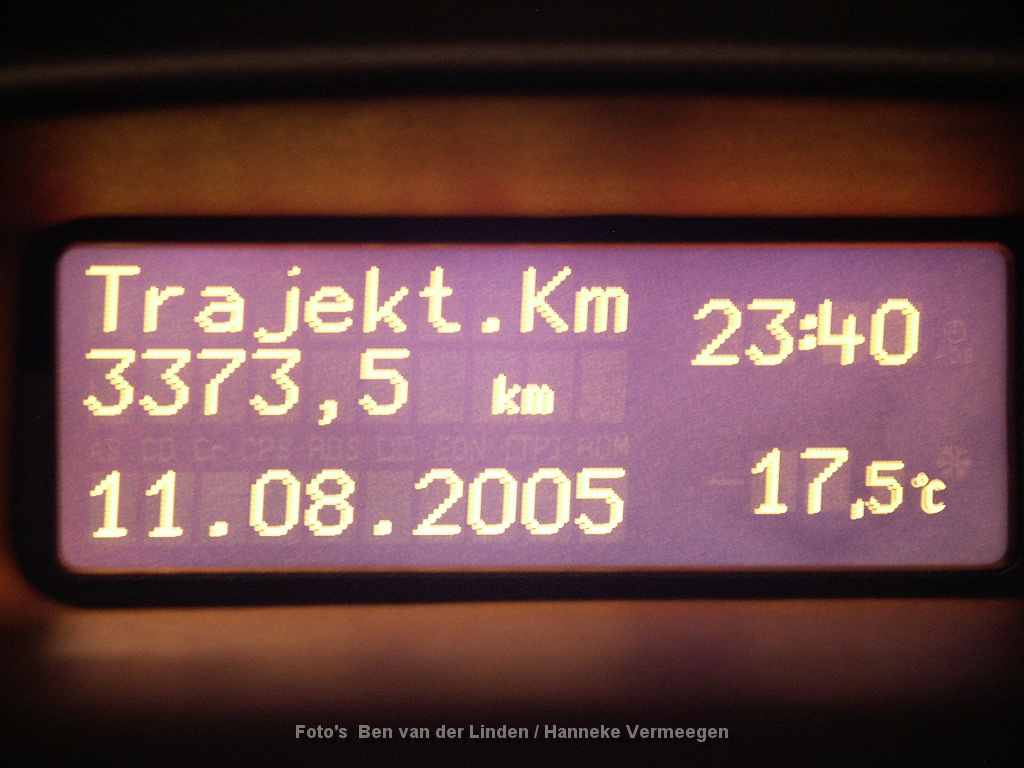 Trajekt.Km
23:40
3373,5 km
11.08.2005
17,5°C
Foto's Ben van der Linden / Hanneke Vermeegen